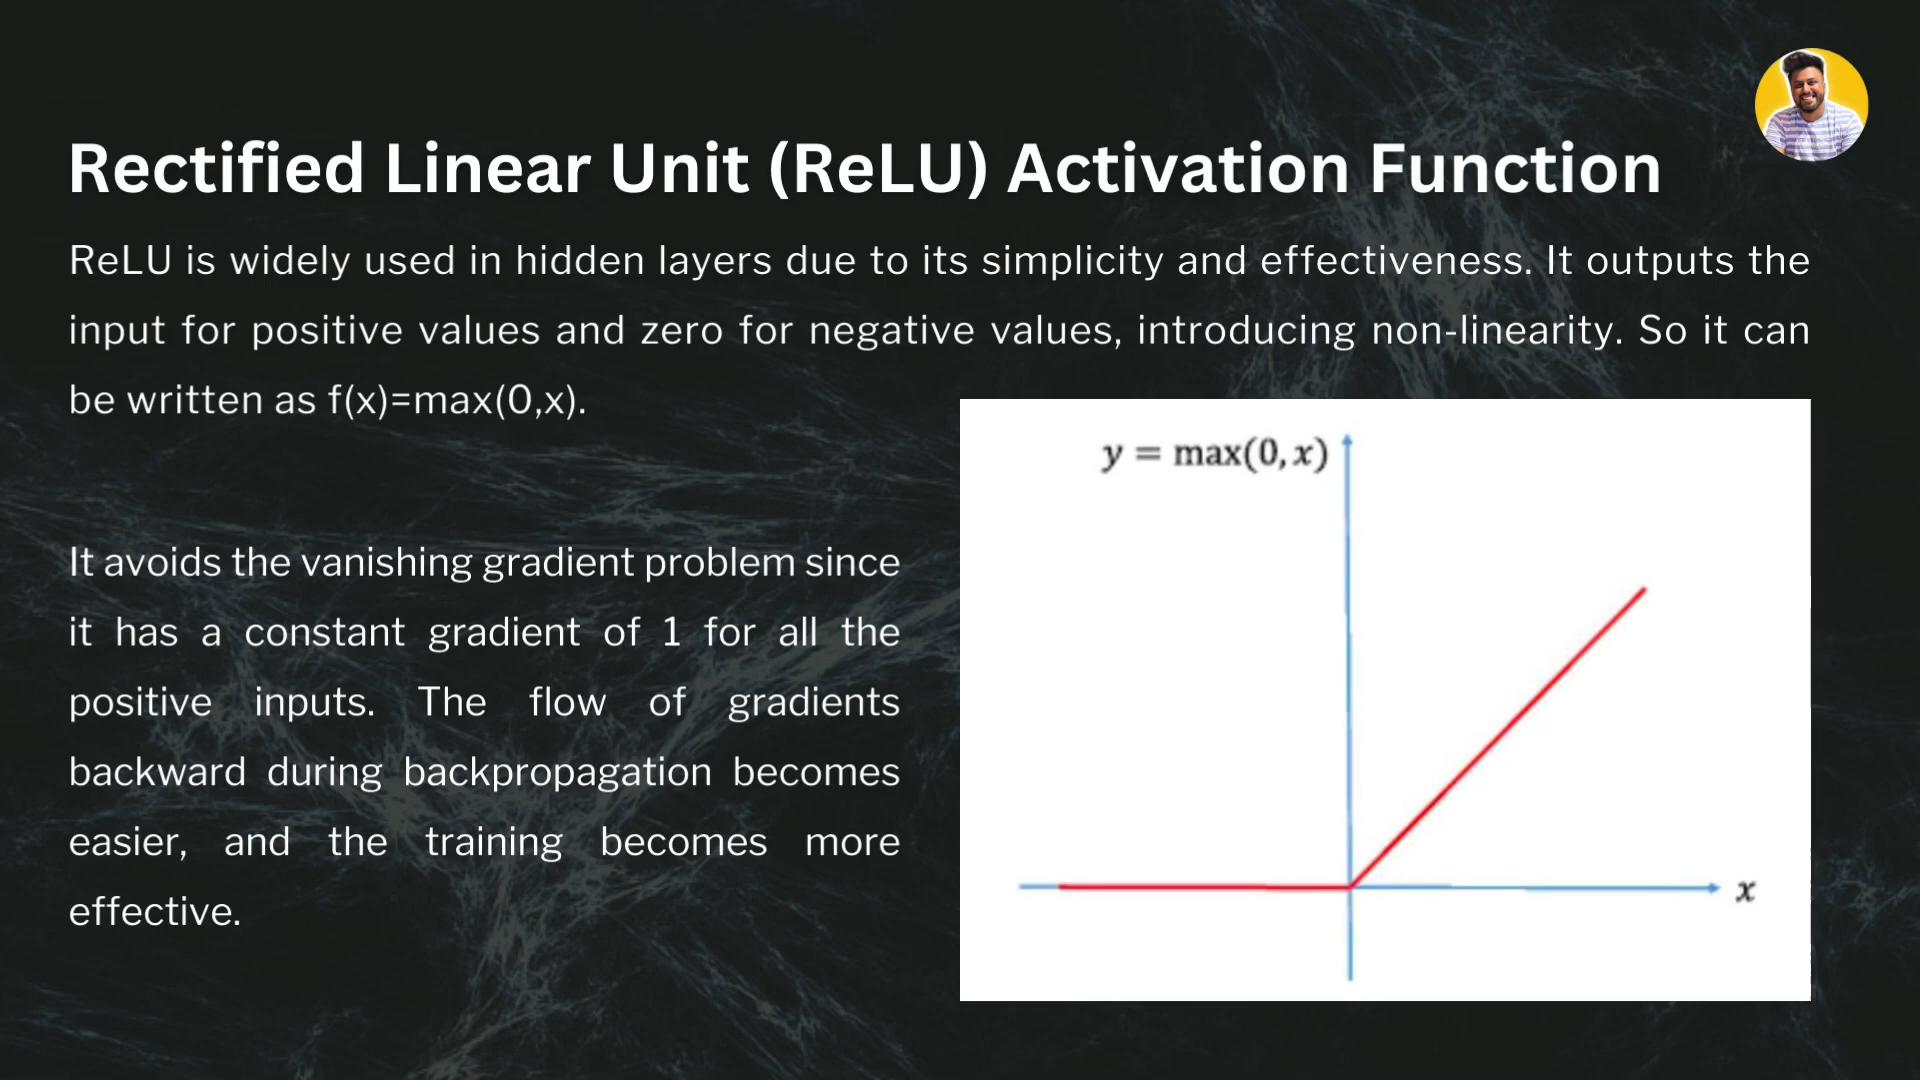 Rectified Linear Unit (ReLU) Activation Function
ReLU is widely used in hidden layers due to its simplicity and effectiveness. It outputs the
input for positive values and zero for negative values, introducing non-linearity. So it can
be written as f(x)=max(0,x).
It avoids the vanishing gradient problem since
it has a constant gradient of 1 for all the
positive inputs. The flow of gradients
backward during backpropagation becomes
easier, and the training becomes more
effective.
y = max(0, x)
x